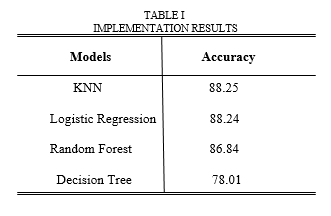 TABLE I
IMPLEMENTATION RESULTS
Models Accuracy
KNN 88.25
Logistic Regression 88.24
Random Forest 86.84
Decision Tree 78.01